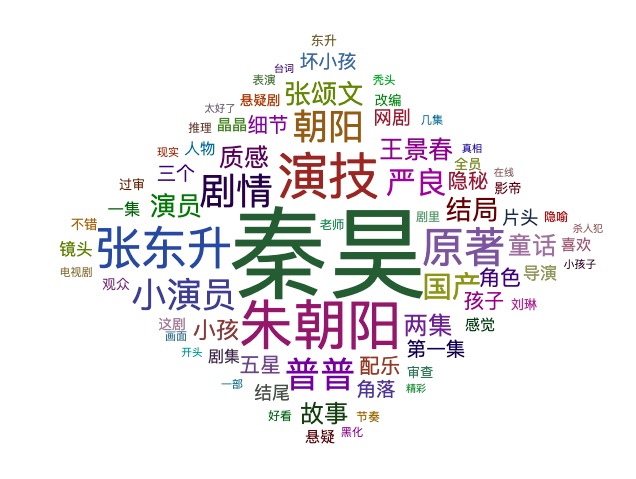 东升
坏小孩
台词
表演
秃头
悬疑剧
张颂文
改编
太好了
网剧
几集
推理
晶晶
细节
朝阳
人物
质感
王景春
真相
现实
三个
演技
全员
在线
过审
剧情
严良
隐秘
影帝
一集
演员
结局
不错
老师
剧里
片头
隐喻
杀人犯
镜头
张东升
秦昊
原著
童话
喜欢
电视剧
观众
国产
角色
导演
小孩子
小演员
孩子
刘琳
这剧
画面
小孩
朱朝阳
两集
感觉
开头
剧集
五星
普普
配乐
第一集
审查
一部
结尾
角落
精彩
好看
故事
节奏
悬疑
黑化